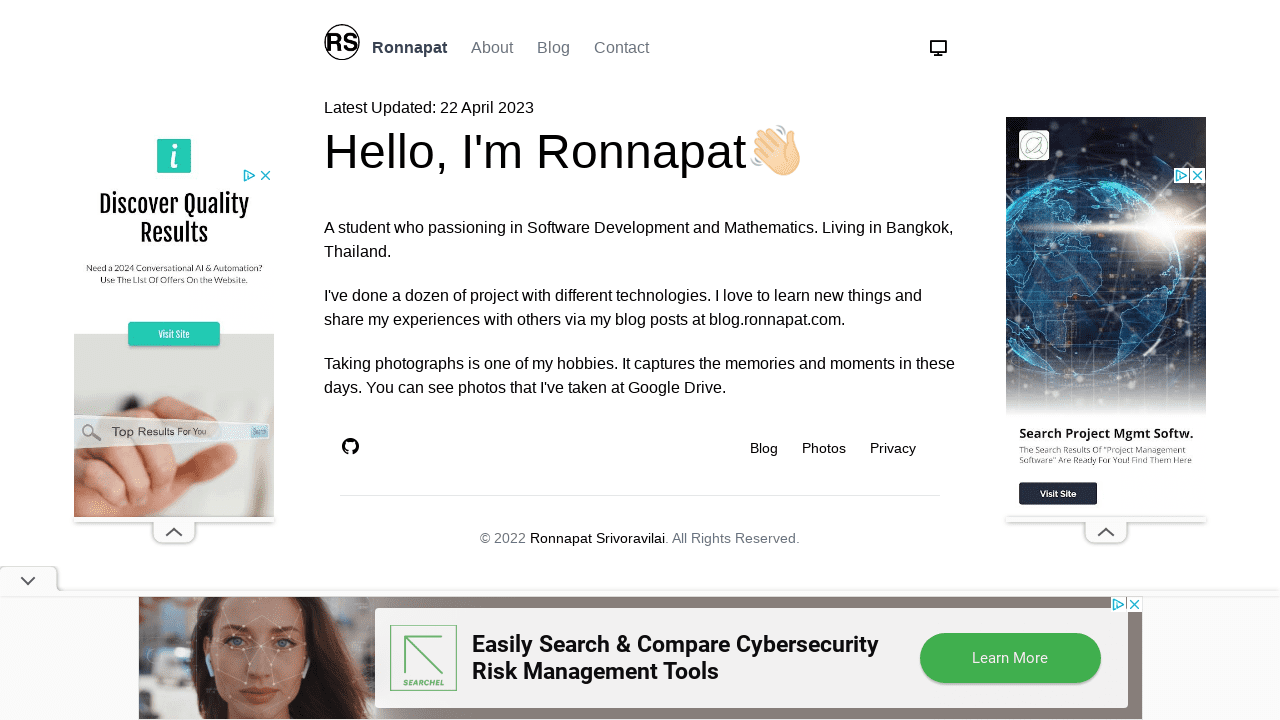 RS
Ronnapat About Blog Contact
Latest Updated: 22 April 2023
Hello, I'm Ronnapat👋🏻
A student who passioning in Software Development and Mathematics. Living in Bangkok,
Thailand.
I've done a dozen of project with different technologies. I love to learn new things and
share my experiences with others via my blog posts at blog.ronnapat.com.
Taking photographs is one of my hobbies. It captures the memories and moments in these
days. You can see photos that I've taken at Google Drive.
Blog Photos Privacy
© 2022 Ronnapat Srivoravilai. All Rights Reserved.
i
Discover Quality
Results
Need a 2024 Conversational AI & Automation?
Use The LIst Of Offers On the Website.
Visit Site
Top Results For You
Search
Search Project Mgmt Softw.
The Search Results Of "Project Management
Software" Are Ready For You! Find Them Here
Visit Site
SEARCHEL
Easily Search & Compare Cybersecurity
Risk Management Tools
Learn More